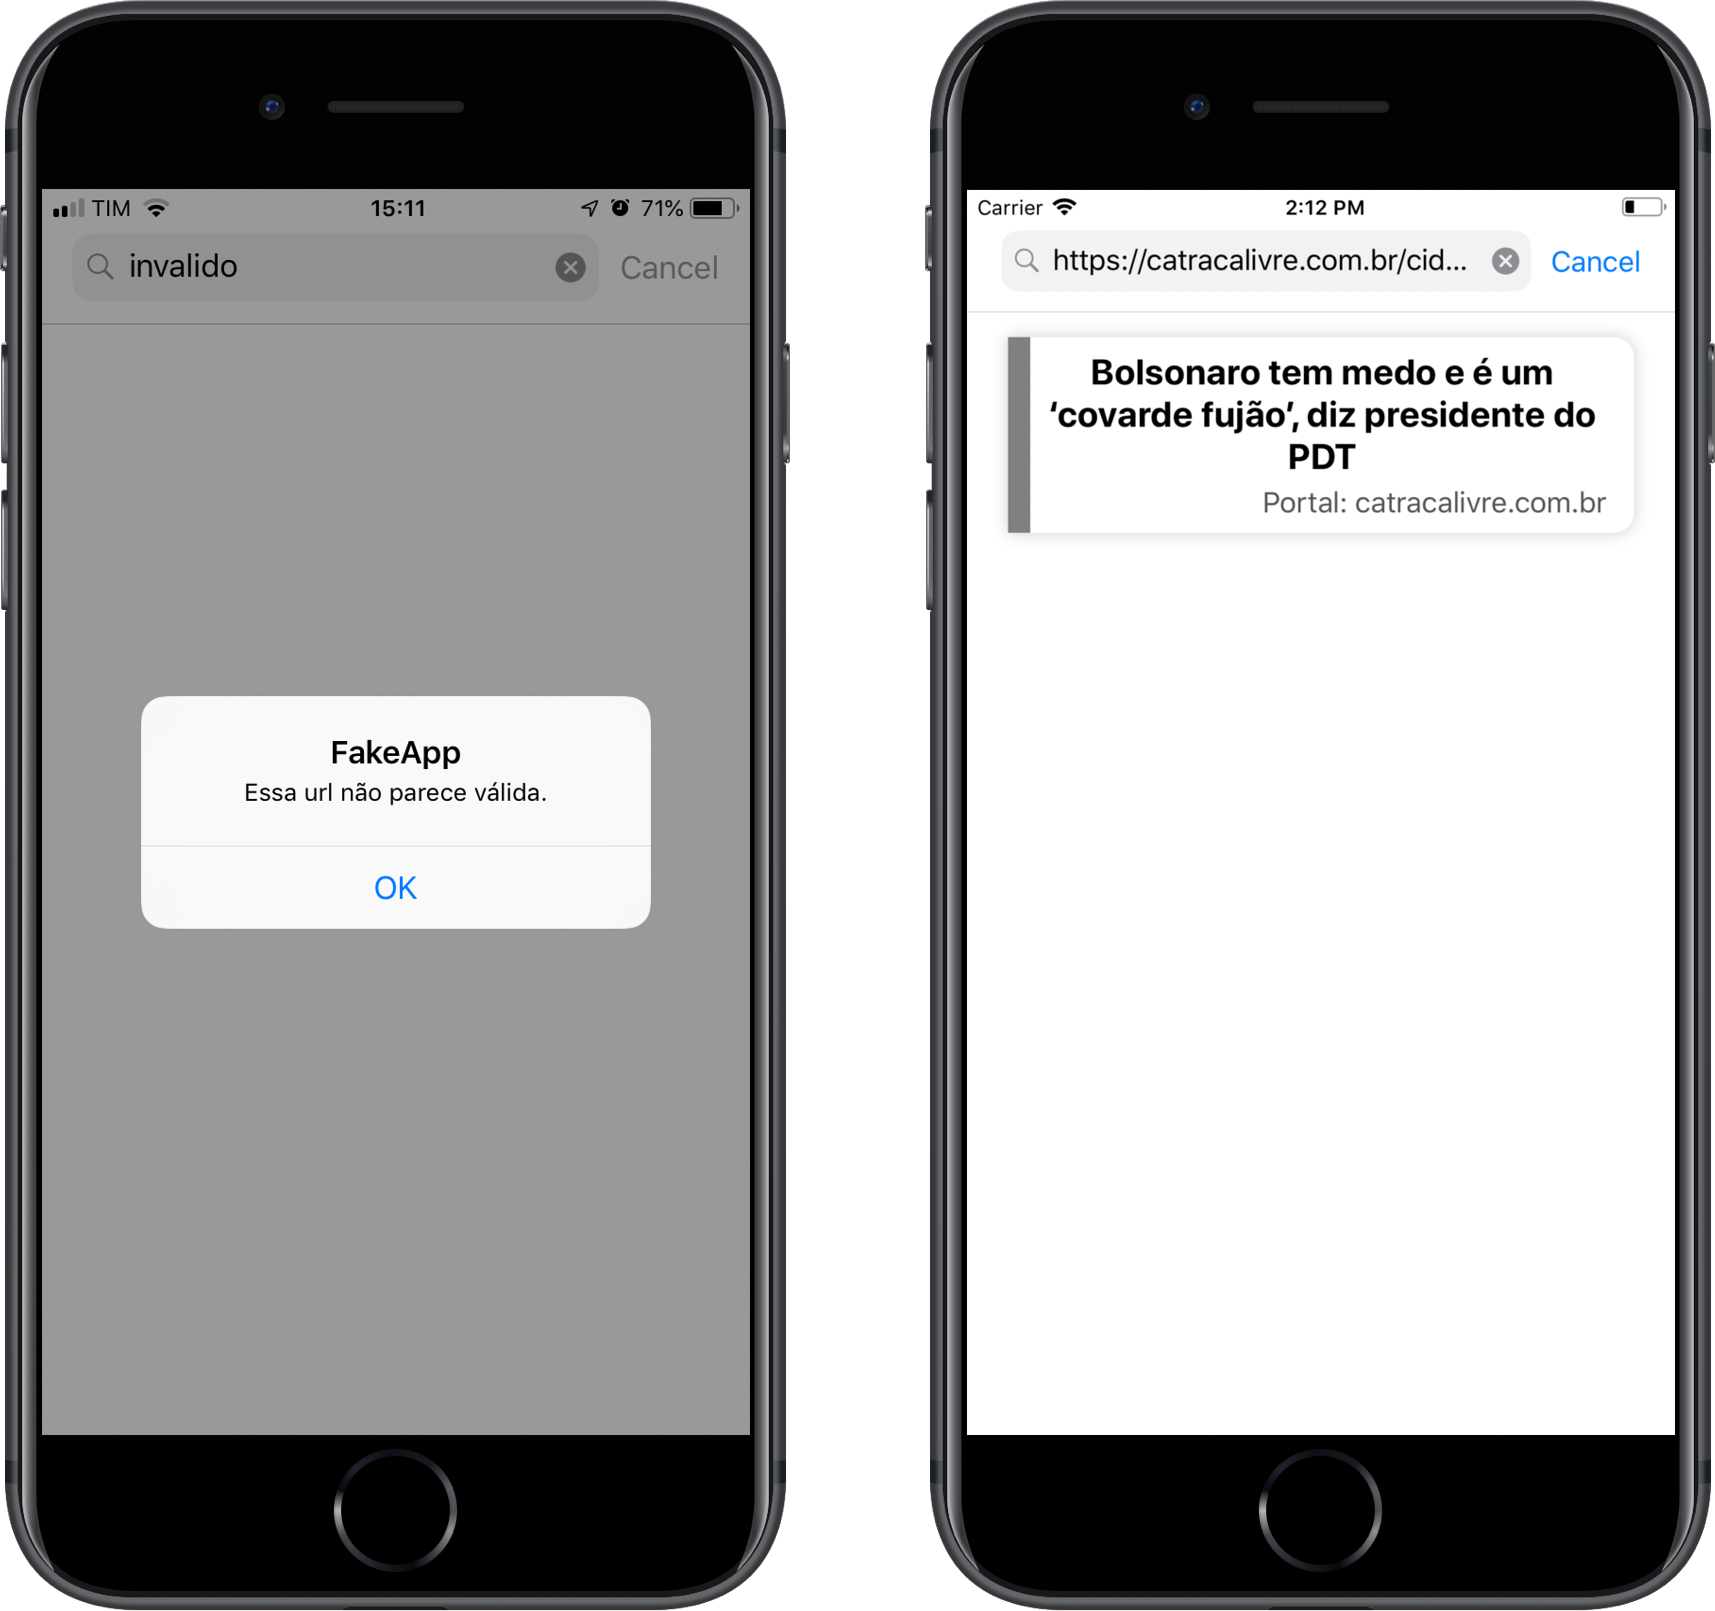 TIM 15:11 71%
invalido Cancel
FakeApp
Essa url não parece válida.
OK
Carrier 2:12 PM
https://catracalivre.com.br/cid... Cancel
Bolsonaro tem medo e é um
‘covarde fujão’, diz presidente do
PDT
Portal: catracalivre.com.br